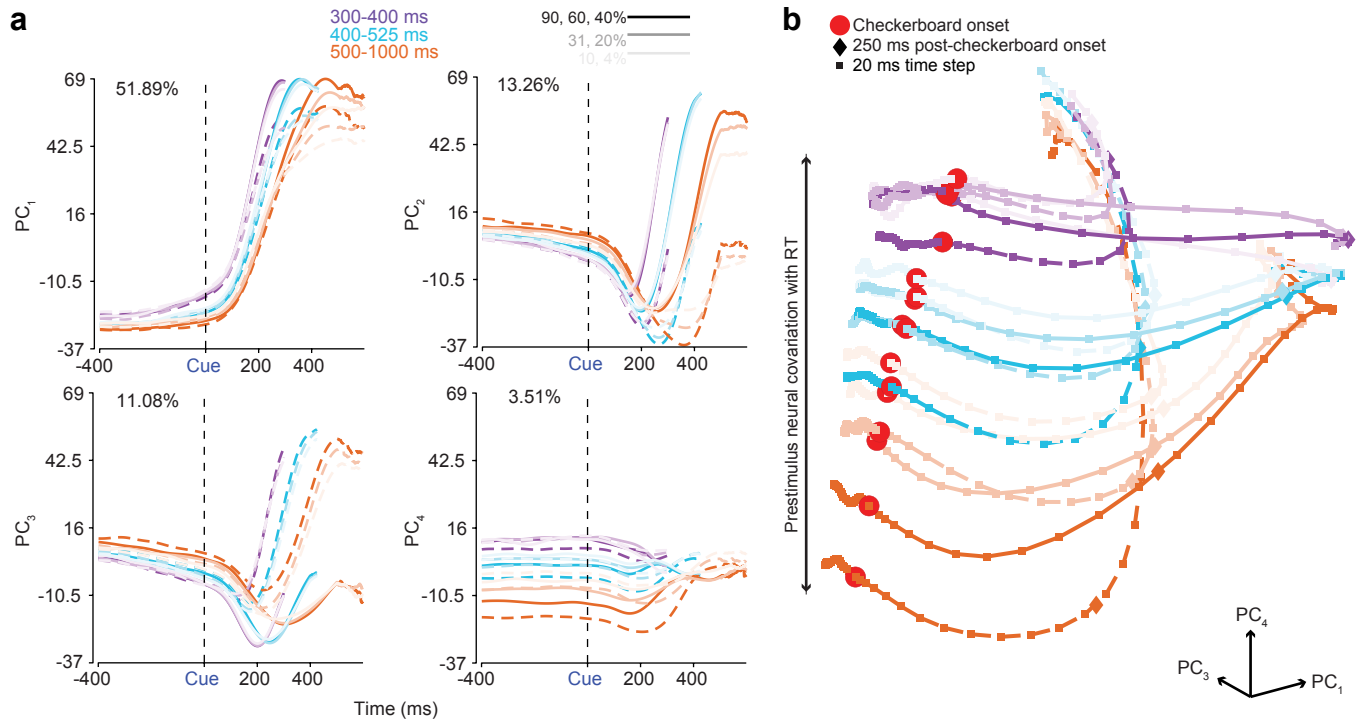 a
300-400 ms
400-525 ms
500-1000 ms
90, 60, 40%
31, 20%
10, 4%
69
42.5
16
-10.5
-37
PC1
51.89%
-400
Cue
200
400
69
42.5
16
-10.5
-37
PC2
13.26%
-400
Cue
200
400
69
42.5
16
-10.5
-37
PC3
11.08%
-400
Cue
200
400
69
42.5
16
-10.5
-37
PC4
3.51%
-400
Cue
200
400
Time (ms)
b
Checkerboard onset
250 ms post-checkerboard onset
20 ms time step
Prestimulus neural covariation with RT
PC4
PC3
PC1